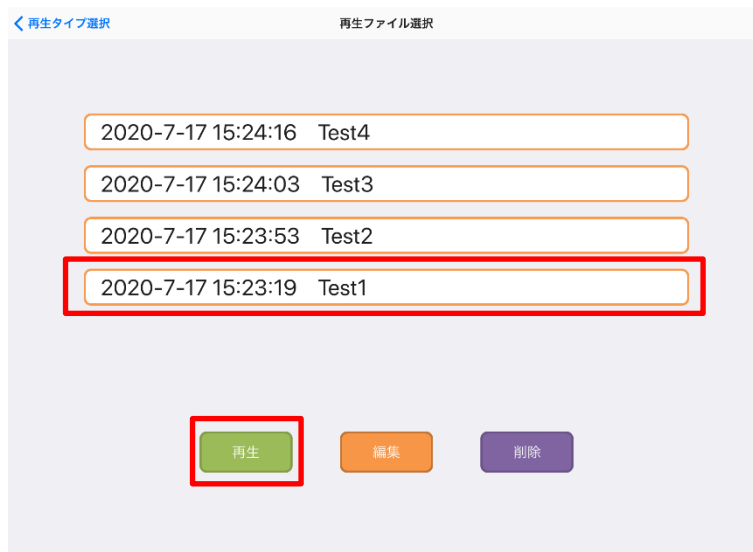 再生タイプ選択 再生ファイル選択
2020-7-17 15:24:16 Test4
2020-7-17 15:24:03 Test3
2020-7-17 15:23:53 Test2
2020-7-17 15:23:19 Test1
再生 編集 削除